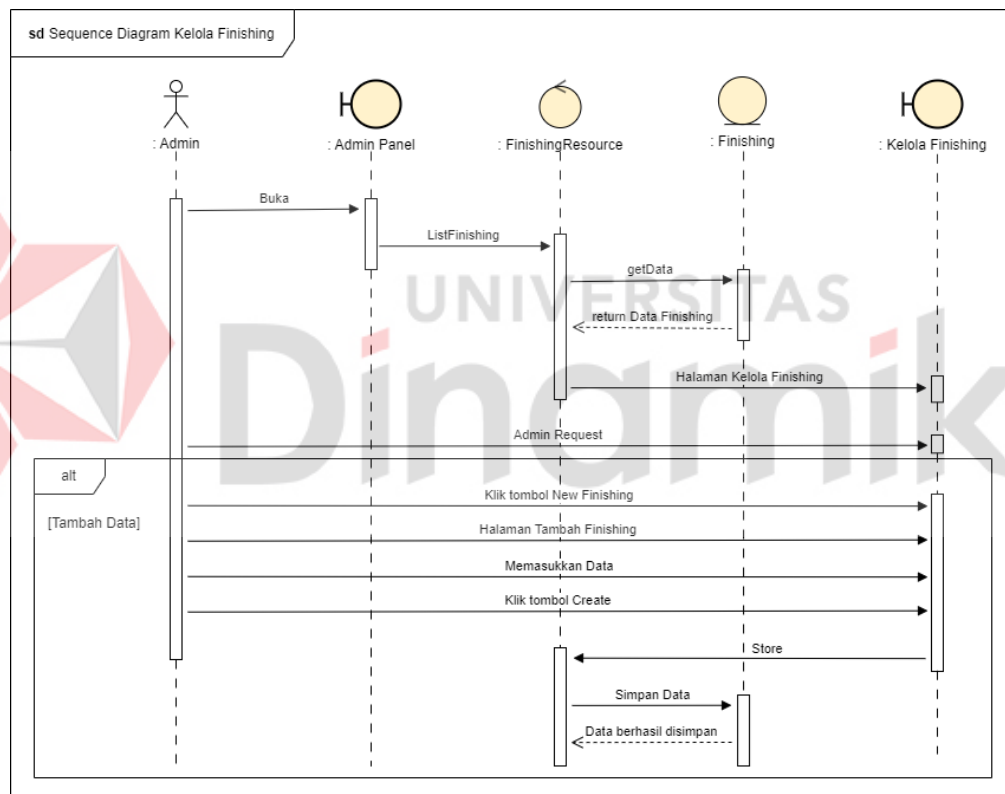 sd Sequence Diagram Kelola Finishing
: Admin
: Admin Panel
: FinishingResource
: Finishing
: Kelola Finishing
Buka
ListFinishing
getData
UNIVERSITAS
return Data Finishing
Dinamik
Halaman Kelola Finishing
Admin Request
alt
Klik tombol New Finishing
[Tambah Data]
Halaman Tambah Finishing
Memasukkan Data
Klik tombol Create
Store
Simpan Data
Data berhasil disimpan